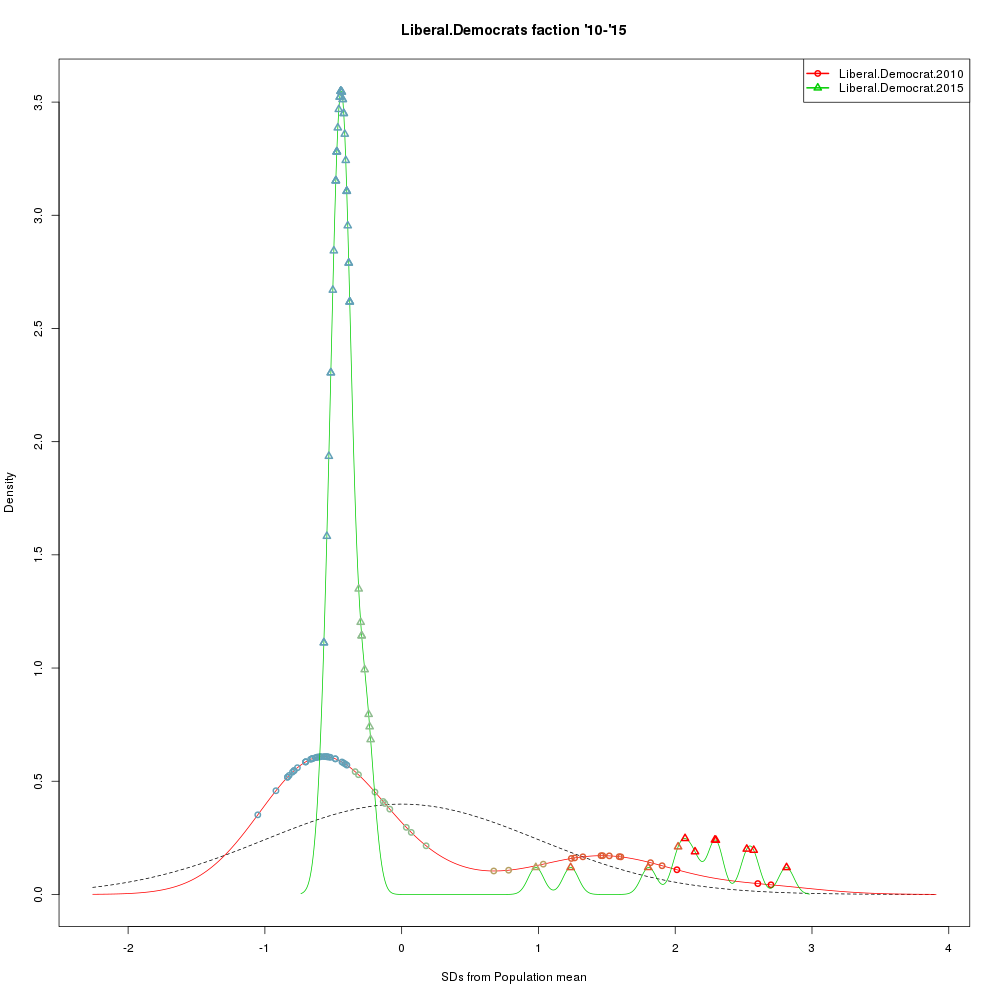 Liberal.Democrats faction '10-'15
Liberal.Democrat.2010
Liberal.Democrat.2015
3.5
3.0
2.5
2.0
1.5
1.0
0.5
0.0
Density
-2 -1 0 1 2 3 4
SDs from Population mean